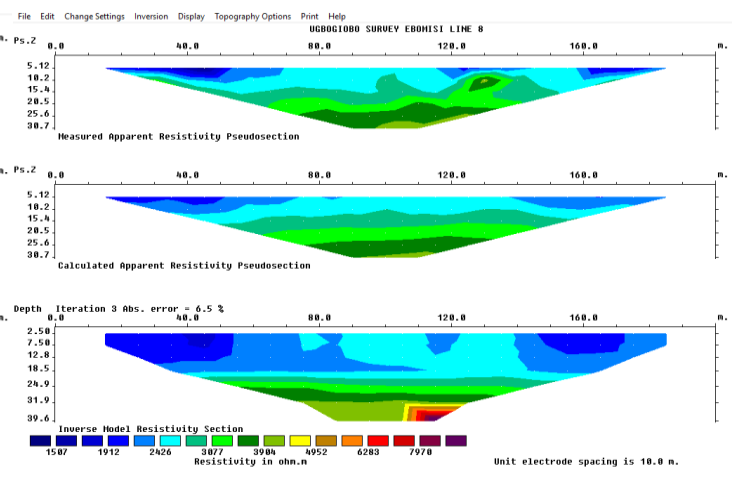 File Edit Change Settings Inversion Display Topography Options Print Help
UGBOGIOBO SURVEY EBOMISI LINE 8
m. Ps.Z 0.0 40.0 80.0 120.0 160.0 m.
5.12
10.2
15.4
20.5
25.6
30.7
Measured Apparent Resistivity Pseudosection
m. Ps.Z 0.0 40.0 80.0 120.0 160.0 m.
5.12
10.2
15.4
20.5
25.6
30.7
Calculated Apparent Resistivity Pseudosection
Depth Iteration 3 Abs. error = 6.5 %
m. 0.0 40.0 80.0 120.0 160.0 m.
2.50
7.50
12.8
18.5
24.9
31.9
39.6
Inverse Model Resistivity Section
1507 1912 2426 3077 3904 4952 6283 7970
Resistivity in ohm.m Unit electrode spacing is 10.0 m.